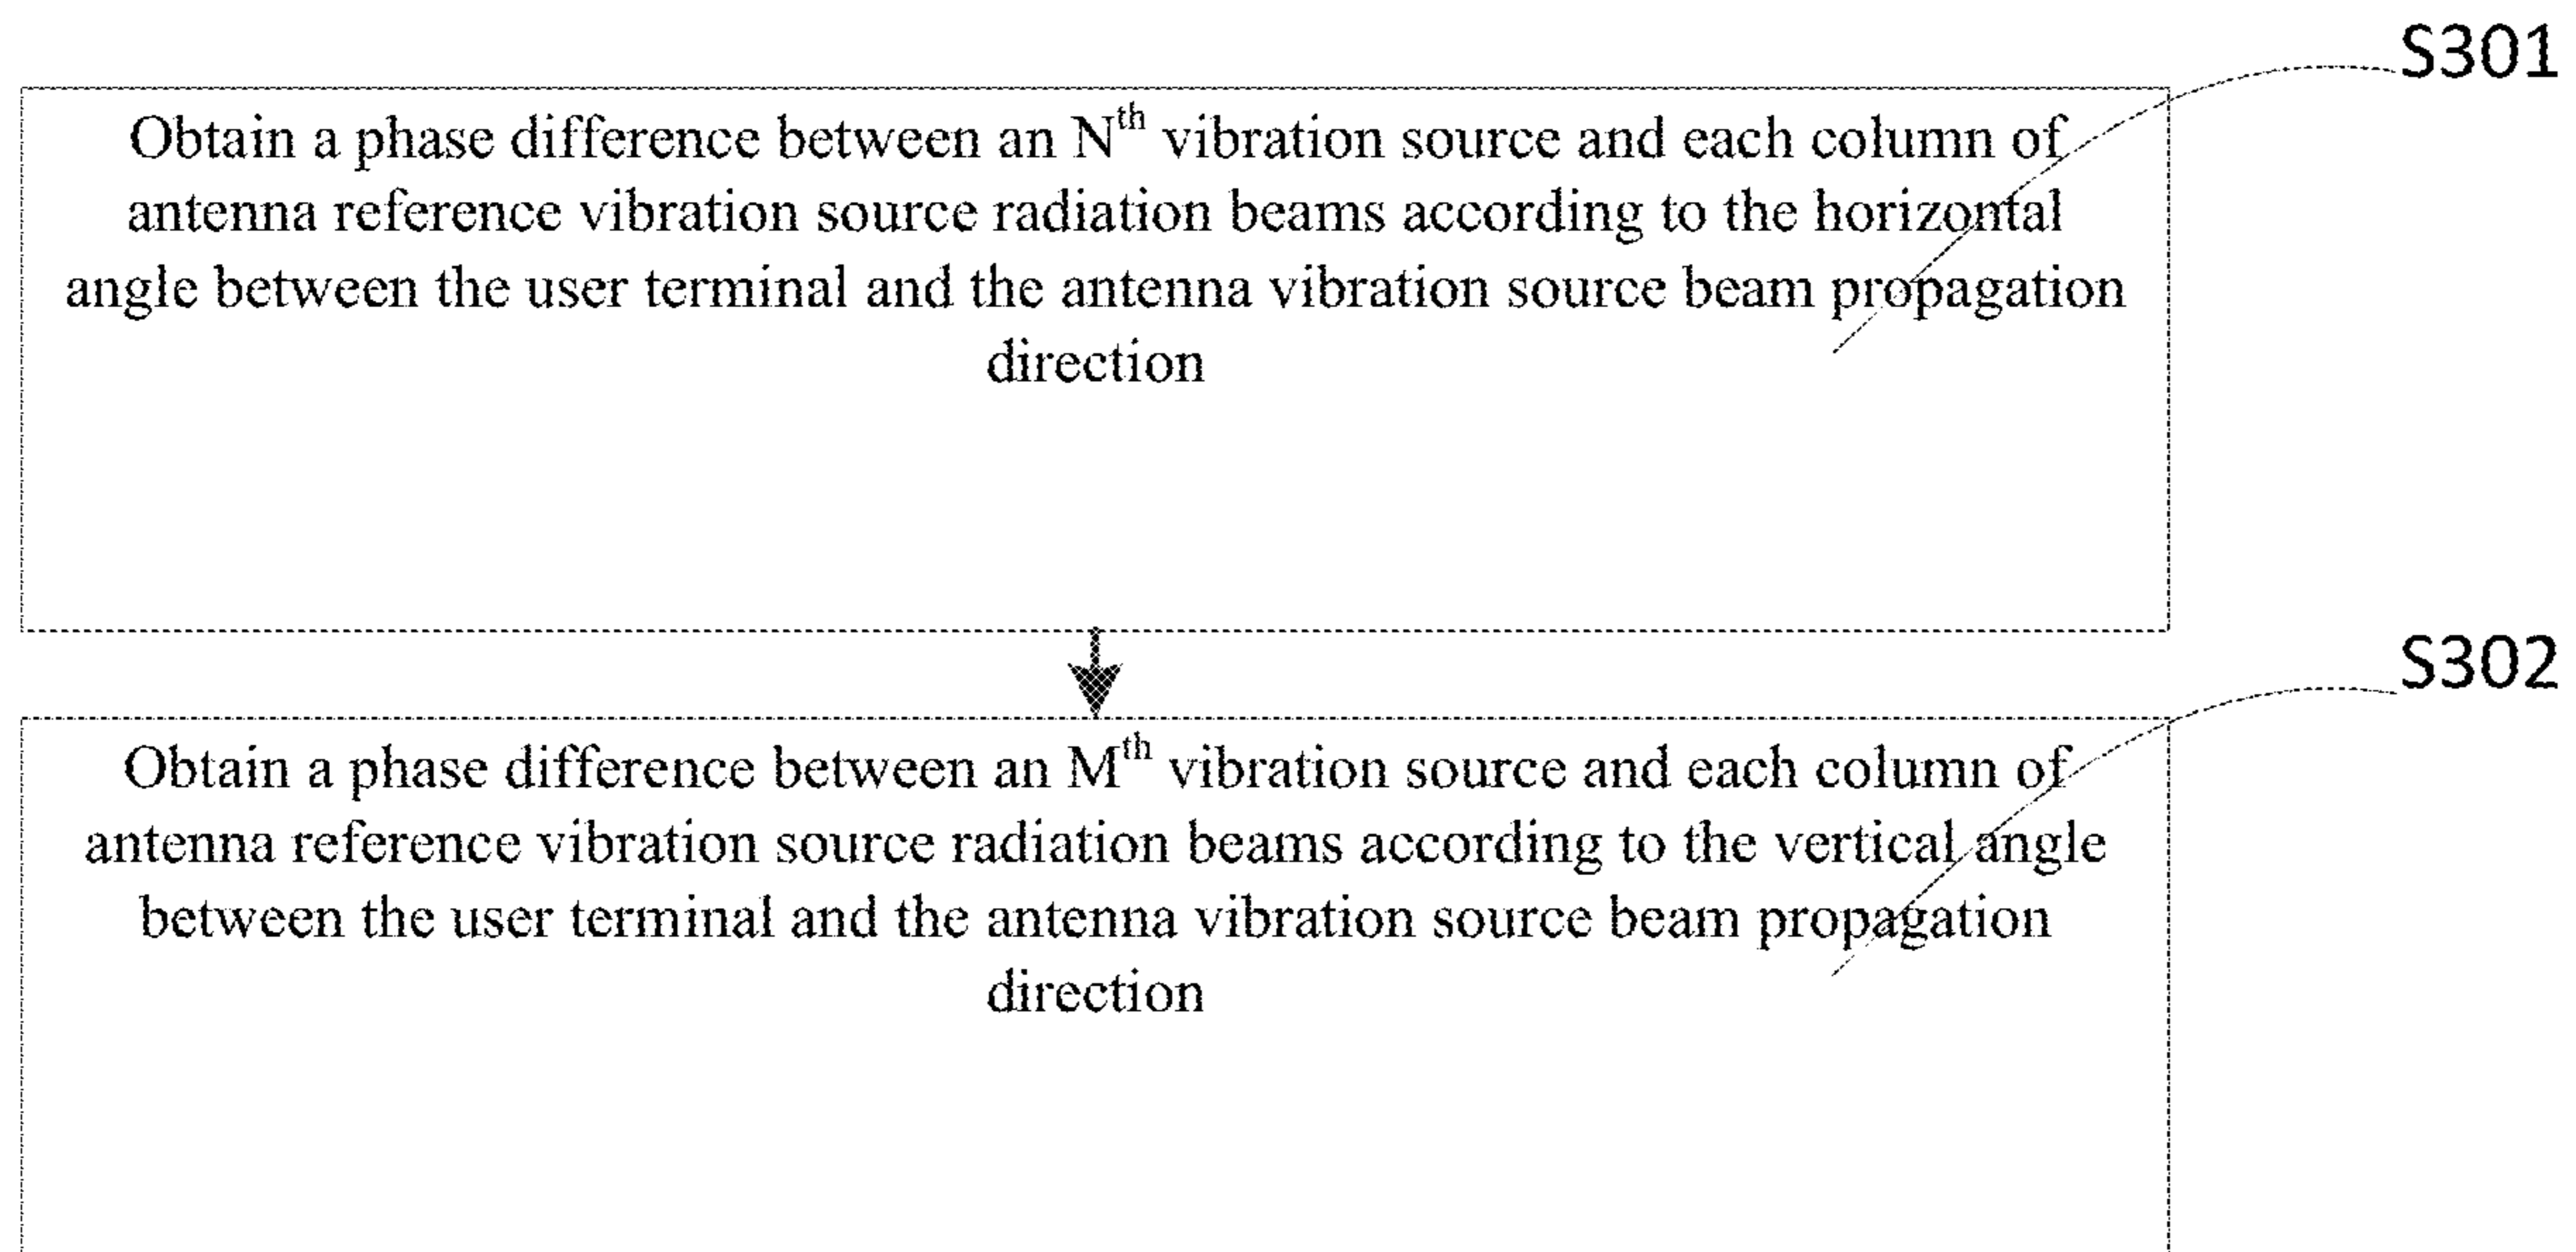 S301
Obtain a phase difference between an Nth vibration source and each column of
antenna reference vibration source radiation beams according to the horizontal
angle between the user terminal and the antenna vibration source beam propagation
direction
S302
Obtain a phase difference between an Mth vibration source and each column of
antenna reference vibration source radiation beams according to the vertical angle
between the user terminal and the antenna vibration source beam propagation
direction